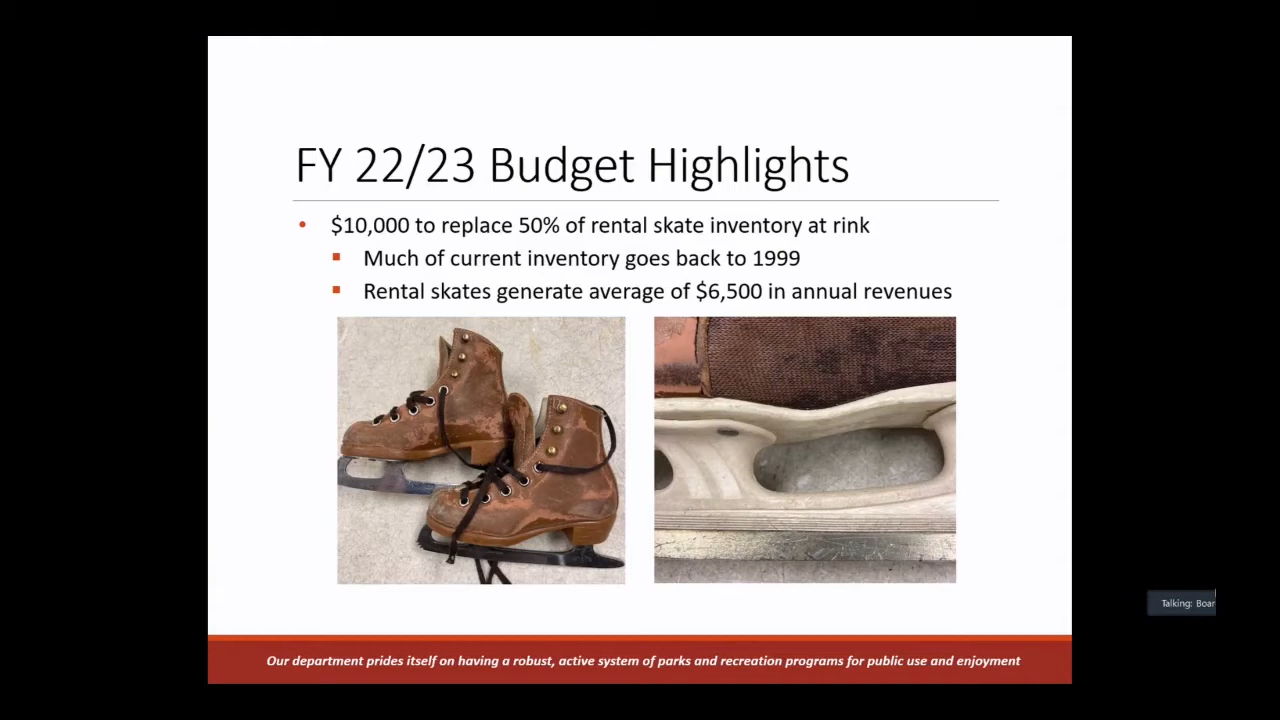 FY 22/23 Budget Highlights
• $10,000 to replace 50% of rental skate inventory at rink
▪ Much of current inventory goes back to 1999
▪ Rental skates generate average of $6,500 in annual revenues
Talking: Boar
Our department prides itself on having a robust, active system of parks and recreation programs for public use and enjoyment